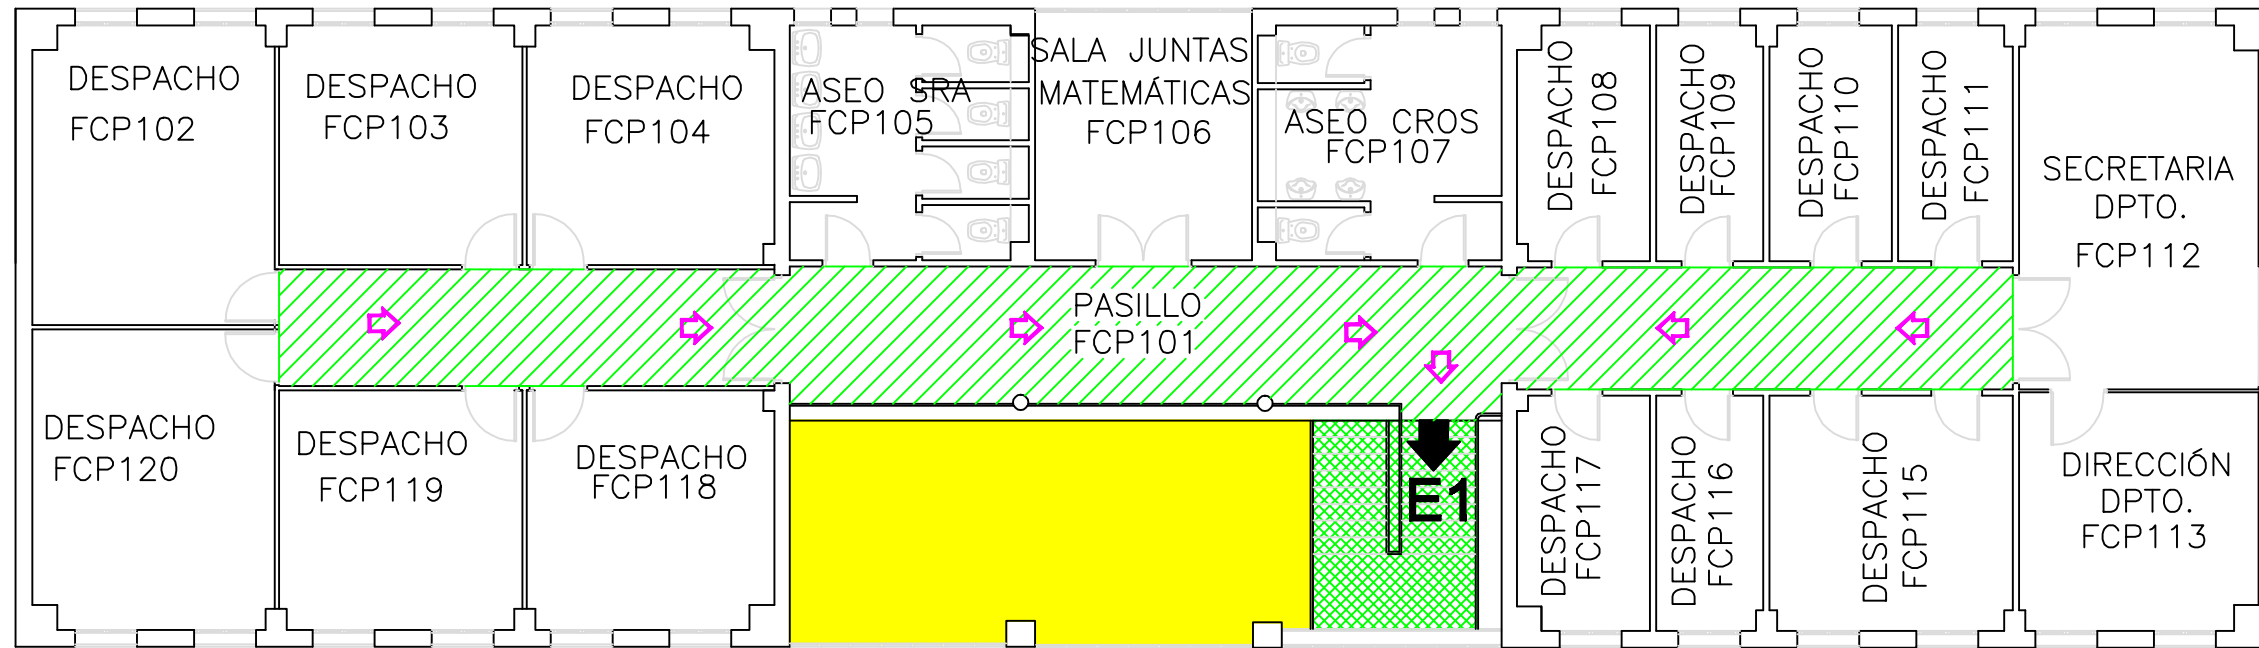 DESPACHO
FCP102
DESPACHO
FCP103
DESPACHO
FCP104
ASEO SRA
FCP105
SALA JUNTAS
MATEMÁTICAS
FCP106
ASEO CROS
FCP107
DESPACHO
FCP108
DESPACHO
FCP109
DESPACHO
FCP110
DESPACHO
FCP111
SECRETARIA
DPTO.
FCP112
PASILLO
FCP101
DESPACHO
FCP120
DESPACHO
FCP119
DESPACHO
FCP118
E1
DESPACHO
FCP117
DESPACHO
FCP116
DESPACHO
FCP115
DIRECCIÓN
DPTO.
FCP113